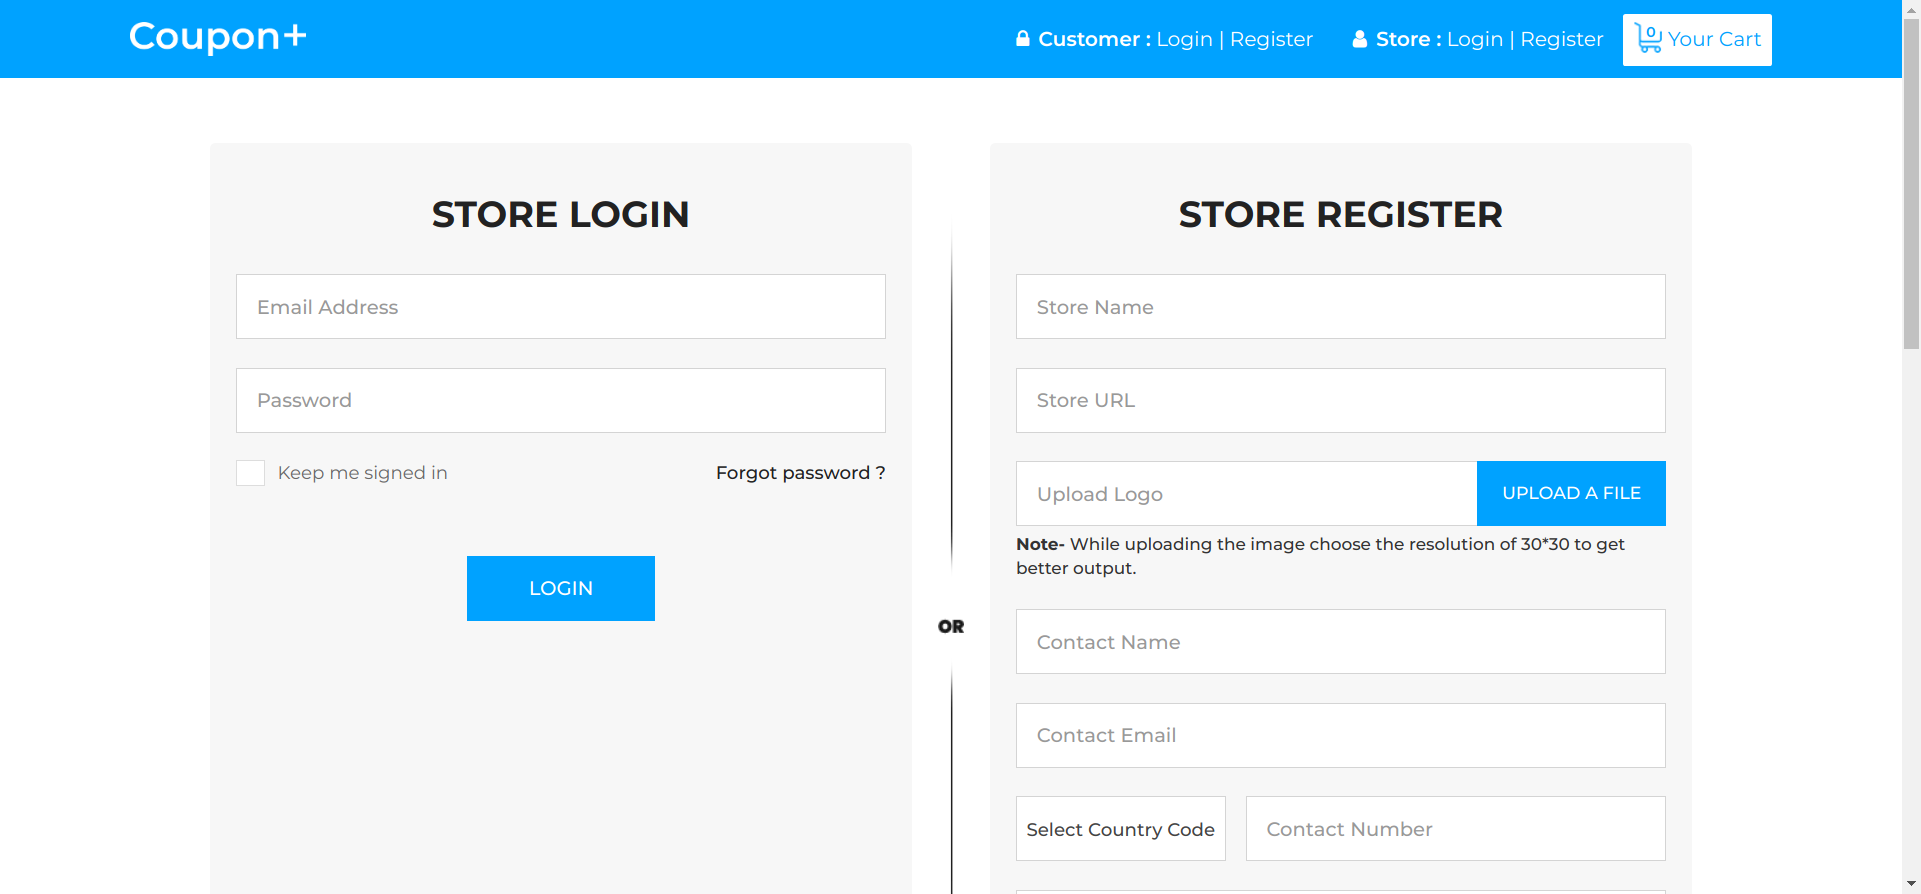 Coupon+
Customer : Login | Register
Store : Login | Register
0 Your Cart
STORE LOGIN
Email Address
Password
Keep me signed in
Forgot password ?
LOGIN
OR
STORE REGISTER
Store Name
Store URL
Upload Logo
UPLOAD A FILE
Note- While uploading the image choose the resolution of 30*30 to get
better output.
Contact Name
Contact Email
Select Country Code
Contact Number